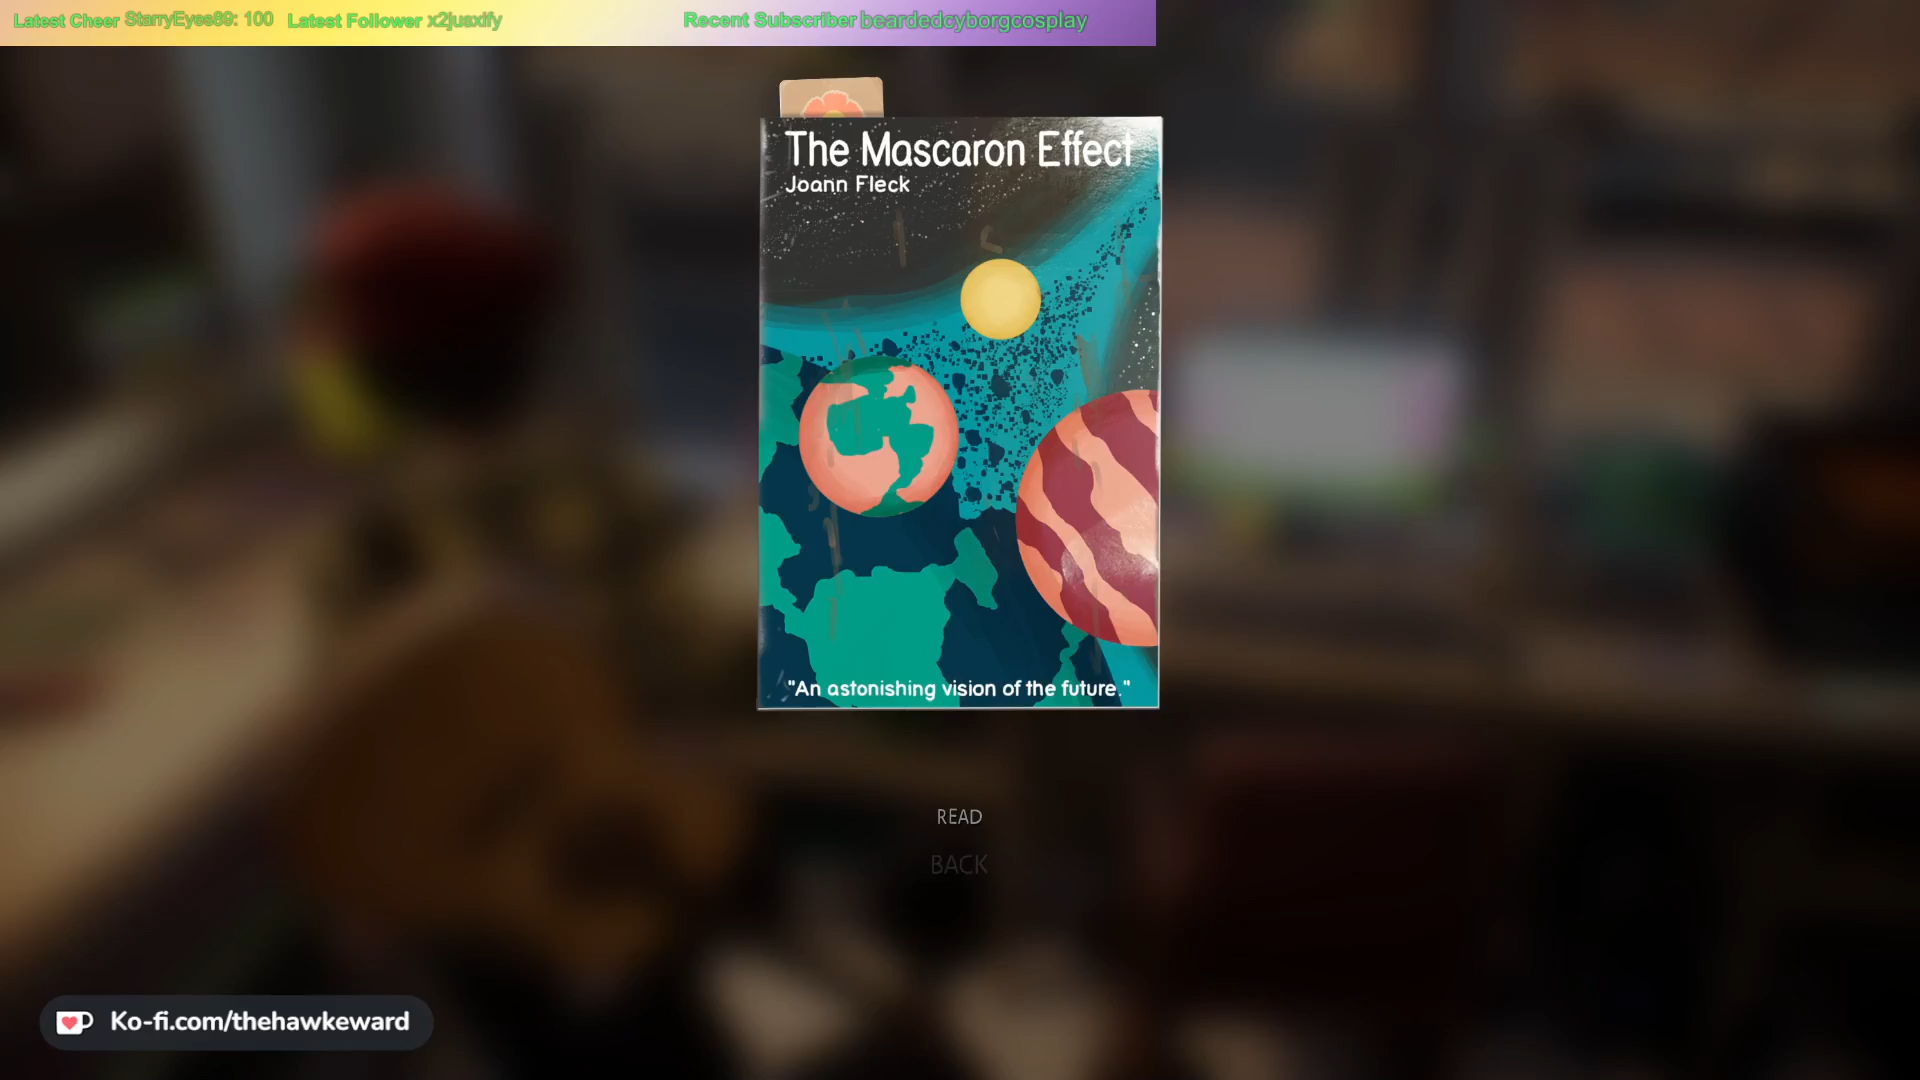 Latest Cheer StarryEyes89: 100 Latest Follower x2jusxify Recent Subscriber beardedcyborgcosplay
The Mascaron Effect
Joann Fleck
"An astonishing vision of the future."
READ
BACK
Ko-fi.com/thehawkeward